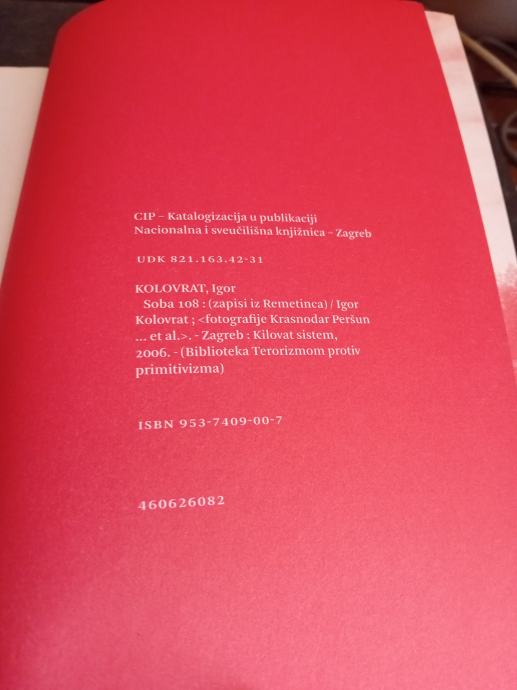 CIP – Katalogizacija u publikaciji
Nacionalna i sveučilišna knjižnica – Zagreb
UDK 821.163.42-31
KOLOVRAT, Igor
Soba 108 : (zapisi iz Remetinca) / Igor
Kolovrat ; <fotografije Krasnodar Peršun
... et al.>. - Zagreb : Kilovat sistem,
2006. - (Biblioteka Terorizmom protiv
primitivizma)
ISBN 953-7409-00-7
460626082